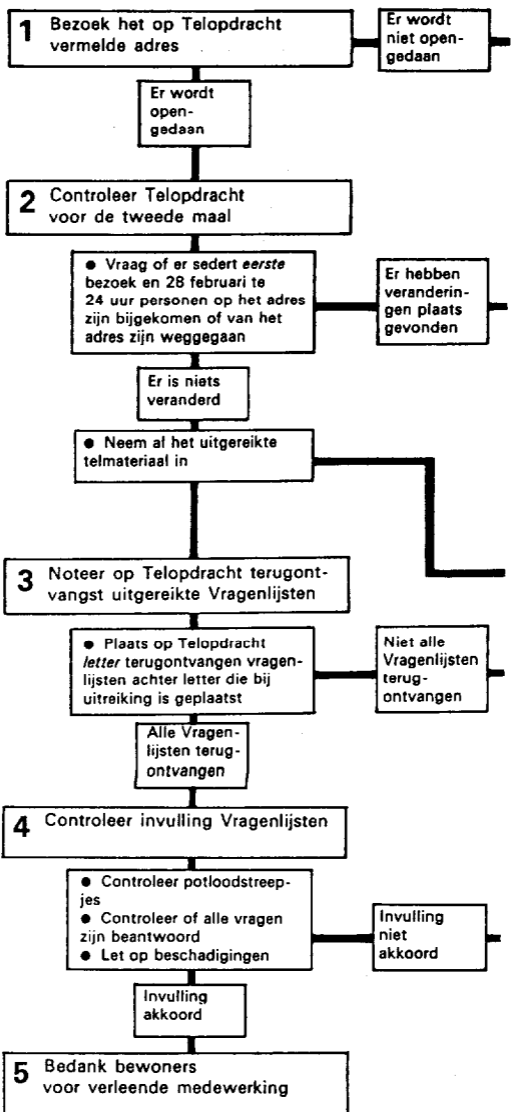 1 Bezoek het op Telopdracht
vermelde adres
Er wordt
niet open-
gedaan
Er wordt
open-
gedaan
2 Controleer Telopdracht
voor de tweede maal
• Vraag of er sedert eerste
bezoek en 28 februari te
24 uur personen op het adres
zijn bijgekomen of van het
adres zijn weggegaan
Er hebben
veranderin-
gen plaats
gevonden
Er is niets
veranderd
• Neem al het uitgereikte
telmateriaal in
3 Noteer op Telopdracht terugont-
vangst uitgereikte Vragenlijsten
• Plaats op Telopdracht
letter terugontvangen vragen-
lijsten achter letter die bij
uitreiking is geplaatst
Niet alle
Vragenlijsten
terug-
ontvangen
Alle Vragen-
lijsten terug-
ontvangen
4 Controleer invulling Vragenlijsten
• Controleer potloodstreep-
jes
• Controleer of alle vragen
zijn beantwoord
• Let op beschadigingen
Invulling
niet
akkoord
Invulling
akkoord
5 Bedank bewoners
voor verleende medewerking